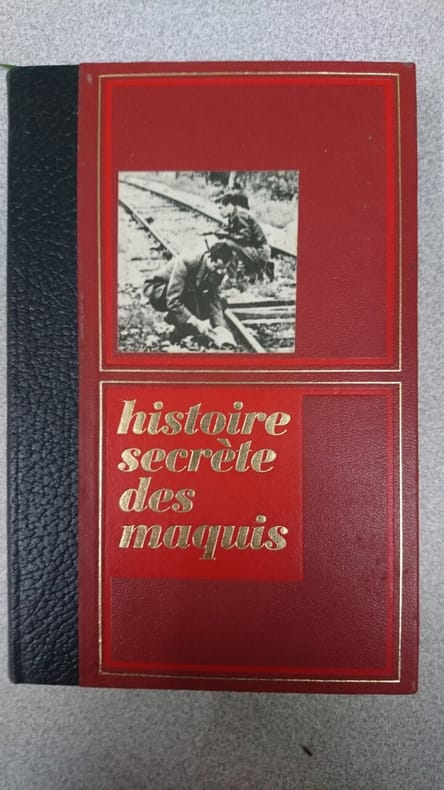 histoire
secrète
des
maquis